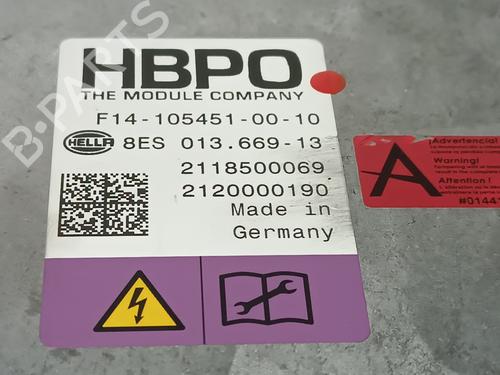 HBPO
THE MODULE COMPANY
F14-105451-00-10
HELLA 8ES 013.669-13
2118500069
2120000190
Made in
Germany
B-PARTS
A
¡Advertencia!
Warning!
Attention !
#0144